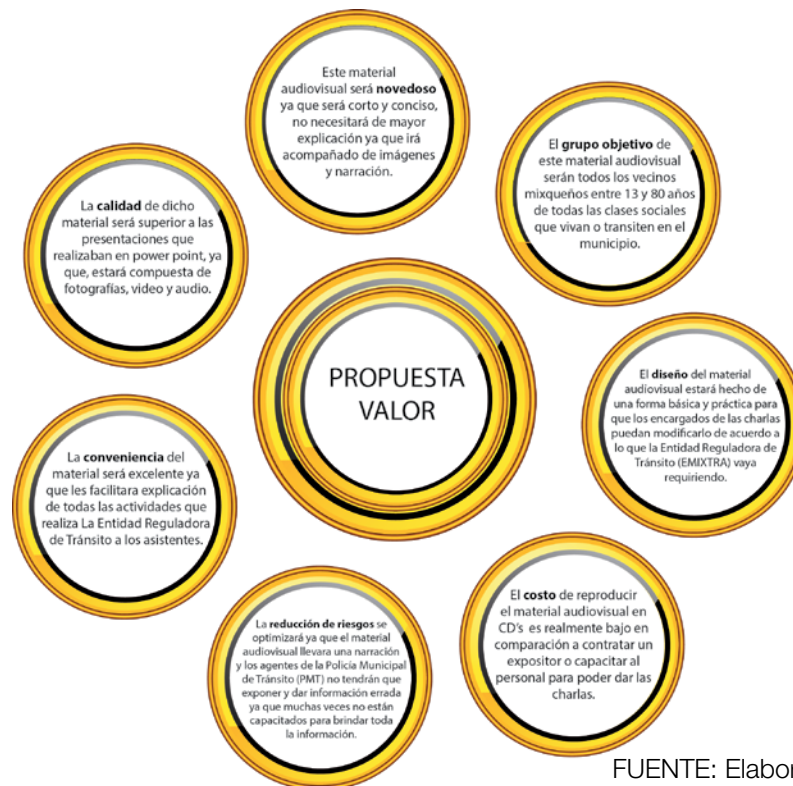 Este material
audiovisual será novedoso
ya que será corto y conciso,
no necesitará de mayor
explicación ya que irá
acompañado de imágenes
y narración.
El grupo objetivo de
este material audiovisual
serán todos los vecinos
mixqueños entre 13 y 80 años
de todas las clases sociales
que vivan o transiten en el
municipio.
La calidad de dicho
material será superior a las
presentaciones que
realizaban en power point, ya
que, estará compuesta de
fotografías, video y audio.
PROPUESTA
VALOR
El diseño del material
audiovisual estará hecho de
una forma básica y práctica para
que los encargados de las charlas
puedan modificarlo de acuerdo a
lo que la Entidad Reguladora de
Tránsito (EMIXTRA) vaya
requiriendo.
La conveniencia del
material será excelente ya
que les facilitara explicación
de todas las actividades que
realiza La Entidad Reguladora
de Tránsito a los asistentes.
El costo de reproducir
el material audiovisual en
CD's es realmente bajo en
comparación a contratar un
expositor o capacitar al
personal para poder dar las
charlas.
La reducción de riesgos se
optimizará ya que el material
audiovisual llevara una narración
y los agentes de la Policía Municipal
de Tránsito (PMT) no tendrán que
exponer y dar información errada
ya que muchas veces no están
capacitados para brindar toda
la información.
FUENTE: Elabor